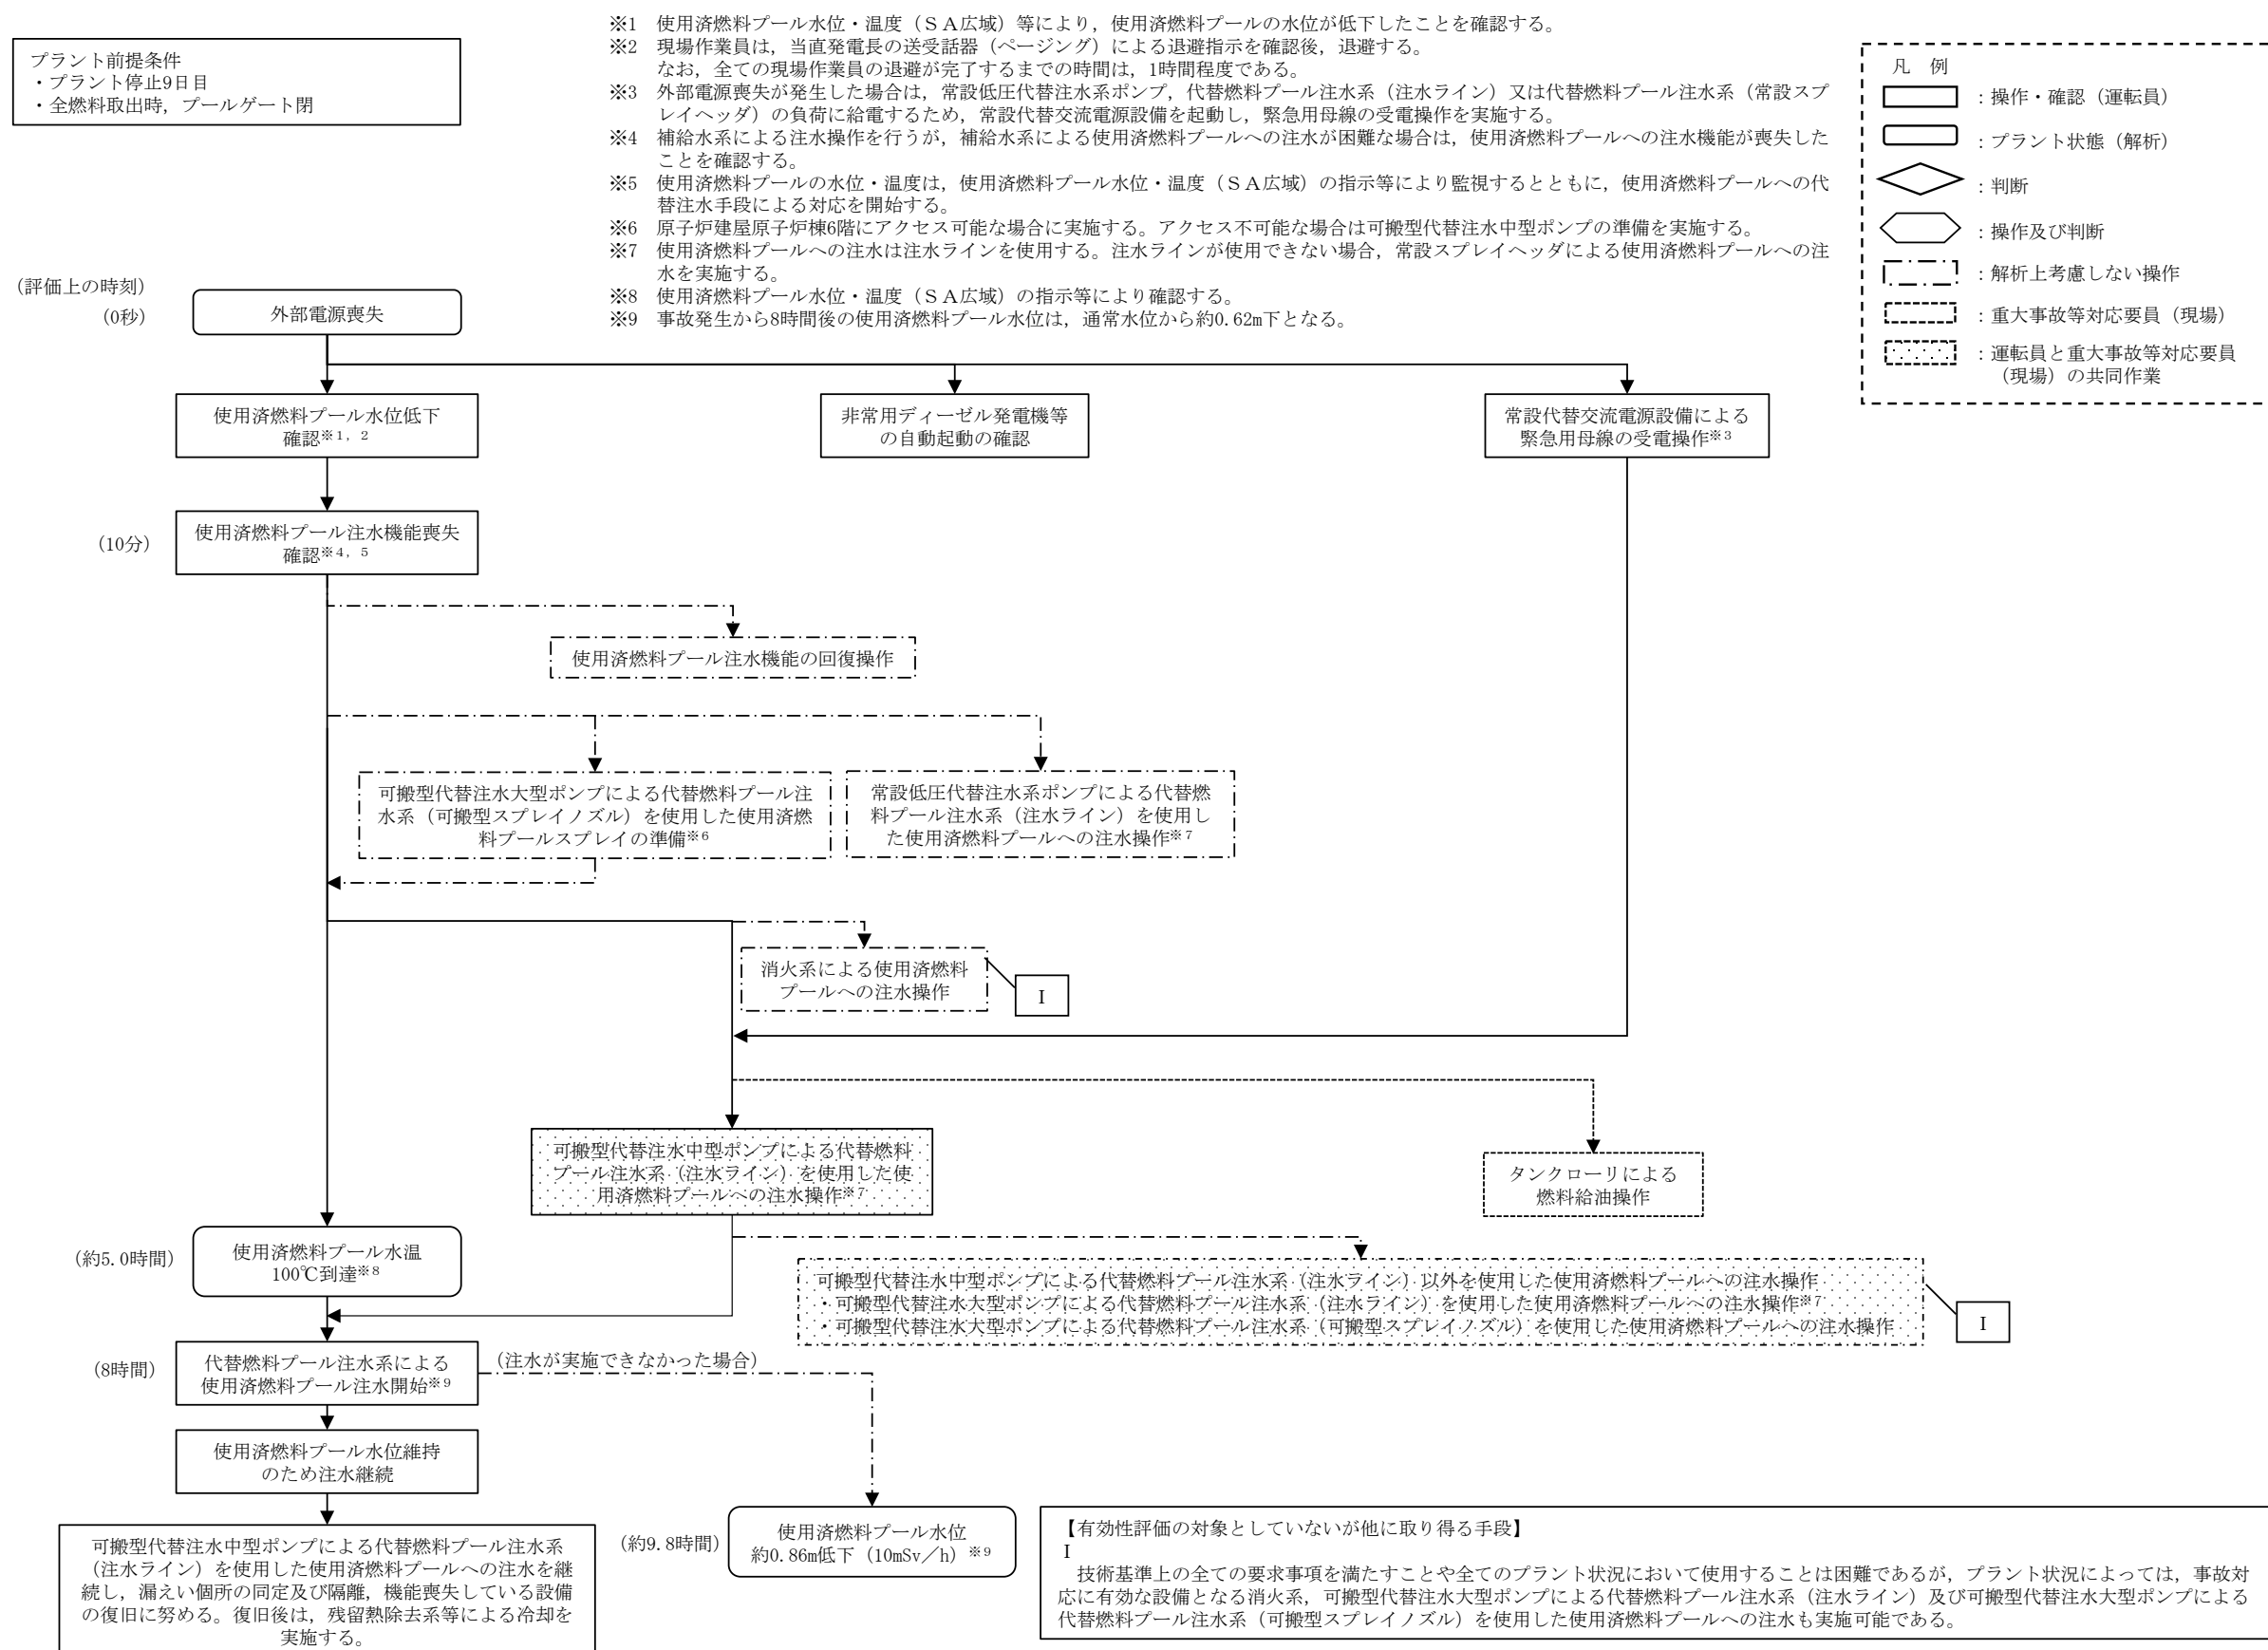 プラント前提条件
・プラント停止9日目
・全燃料取出時，プールゲート閉
※1　使用済燃料プール水位・温度（ＳＡ広域）等により，使用済燃料プールの水位が低下したことを確認する。
※2　現場作業員は，当直発電長の送受話器（ページング）による退避指示を確認後，退避する。
なお，全ての現場作業員の退避が完了するまでの時間は，1時間程度である。
※3　外部電源喪失が発生した場合は，常設低圧代替注水系ポンプ，代替燃料プール注水系（注水ライン）又は代替燃料プール注水系（常設スプ
レイヘッダ）の負荷に給電するため，常設代替交流電源設備を起動し，緊急用母線の受電操作を実施する。
※4　補給水系による注水操作を行うが，補給水系による使用済燃料プールへの注水が困難な場合は，使用済燃料プールへの注水機能が喪失した
ことを確認する。
※5　使用済燃料プールの水位・温度は，使用済燃料プール水位・温度（ＳＡ広域）の指示等により監視するとともに，使用済燃料プールへの代
替注水手段による対応を開始する。
※6　原子炉建屋原子炉棟6階にアクセス可能な場合に実施する。アクセス不可能な場合は可搬型代替注水中型ポンプの準備を実施する。
※7　使用済燃料プールへの注水は注水ラインを使用する。注水ラインが使用できない場合，常設スプレイヘッダによる使用済燃料プールへの注
水を実施する。
※8　使用済燃料プール水位・温度（ＳＡ広域）の指示等により確認する。
※9　事故発生から8時間後の使用済燃料プール水位は，通常水位から約0.62m下となる。
凡　例
：操作・確認（運転員）
：プラント状態（解析）
：判断
：操作及び判断
：解析上考慮しない操作
：重大事故等対応要員（現場）
：運転員と重大事故等対応要員
（現場）の共同作業
（評価上の時刻）
（0秒）
外部電源喪失
使用済燃料プール水位低下
確認※1，2
非常用ディーゼル発電機等
の自動起動の確認
常設代替交流電源設備による
緊急用母線の受電操作※3
（10分）
使用済燃料プール注水機能喪失
確認※4，5
使用済燃料プール注水機能の回復操作
可搬型代替注水大型ポンプによる代替燃料プール注
水系（可搬型スプレイノズル）を使用した使用済燃
料プールスプレイの準備※6
常設低圧代替注水系ポンプによる代替燃
料プール注水系（注水ライン）を使用し
た使用済燃料プールへの注水操作※7
消火系による使用済燃料
プールへの注水操作
Ⅰ
可搬型代替注水中型ポンプによる代替燃料
プール注水系（注水ライン）を使用した使
用済燃料プールへの注水操作※7
タンクローリによる
燃料給油操作
（約5.0時間）
使用済燃料プール水温
100℃到達※8
可搬型代替注水中型ポンプによる代替燃料プール注水系（注水ライン）以外を使用した使用済燃料プールへの注水操作
・可搬型代替注水大型ポンプによる代替燃料プール注水系（注水ライン）を使用した使用済燃料プールへの注水操作※7
・可搬型代替注水大型ポンプによる代替燃料プール注水系（可搬型スプレイノズル）を使用した使用済燃料プールへの注水操作
Ⅰ
（8時間）
代替燃料プール注水系による
使用済燃料プール注水開始※9
（注水が実施できなかった場合）
使用済燃料プール水位維持
のため注水継続
（約9.8時間）
使用済燃料プール水位
約0.86m低下（10mSv／h）※9
可搬型代替注水中型ポンプによる代替燃料プール注水系
（注水ライン）を使用した使用済燃料プールへの注水を継
続し，漏えい個所の同定及び隔離，機能喪失している設備
の復旧に努める。復旧後は，残留熱除去系等による冷却を
実施する。
【有効性評価の対象としていないが他に取り得る手段】
Ⅰ
技術基準上の全ての要求事項を満たすことや全てのプラント状況において使用することは困難であるが，プラント状況によっては，事故対
応に有効な設備となる消火系，可搬型代替注水大型ポンプによる代替燃料プール注水系（注水ライン）及び可搬型代替注水大型ポンプによる
代替燃料プール注水系（可搬型スプレイノズル）を使用した使用済燃料プールへの注水も実施可能である。